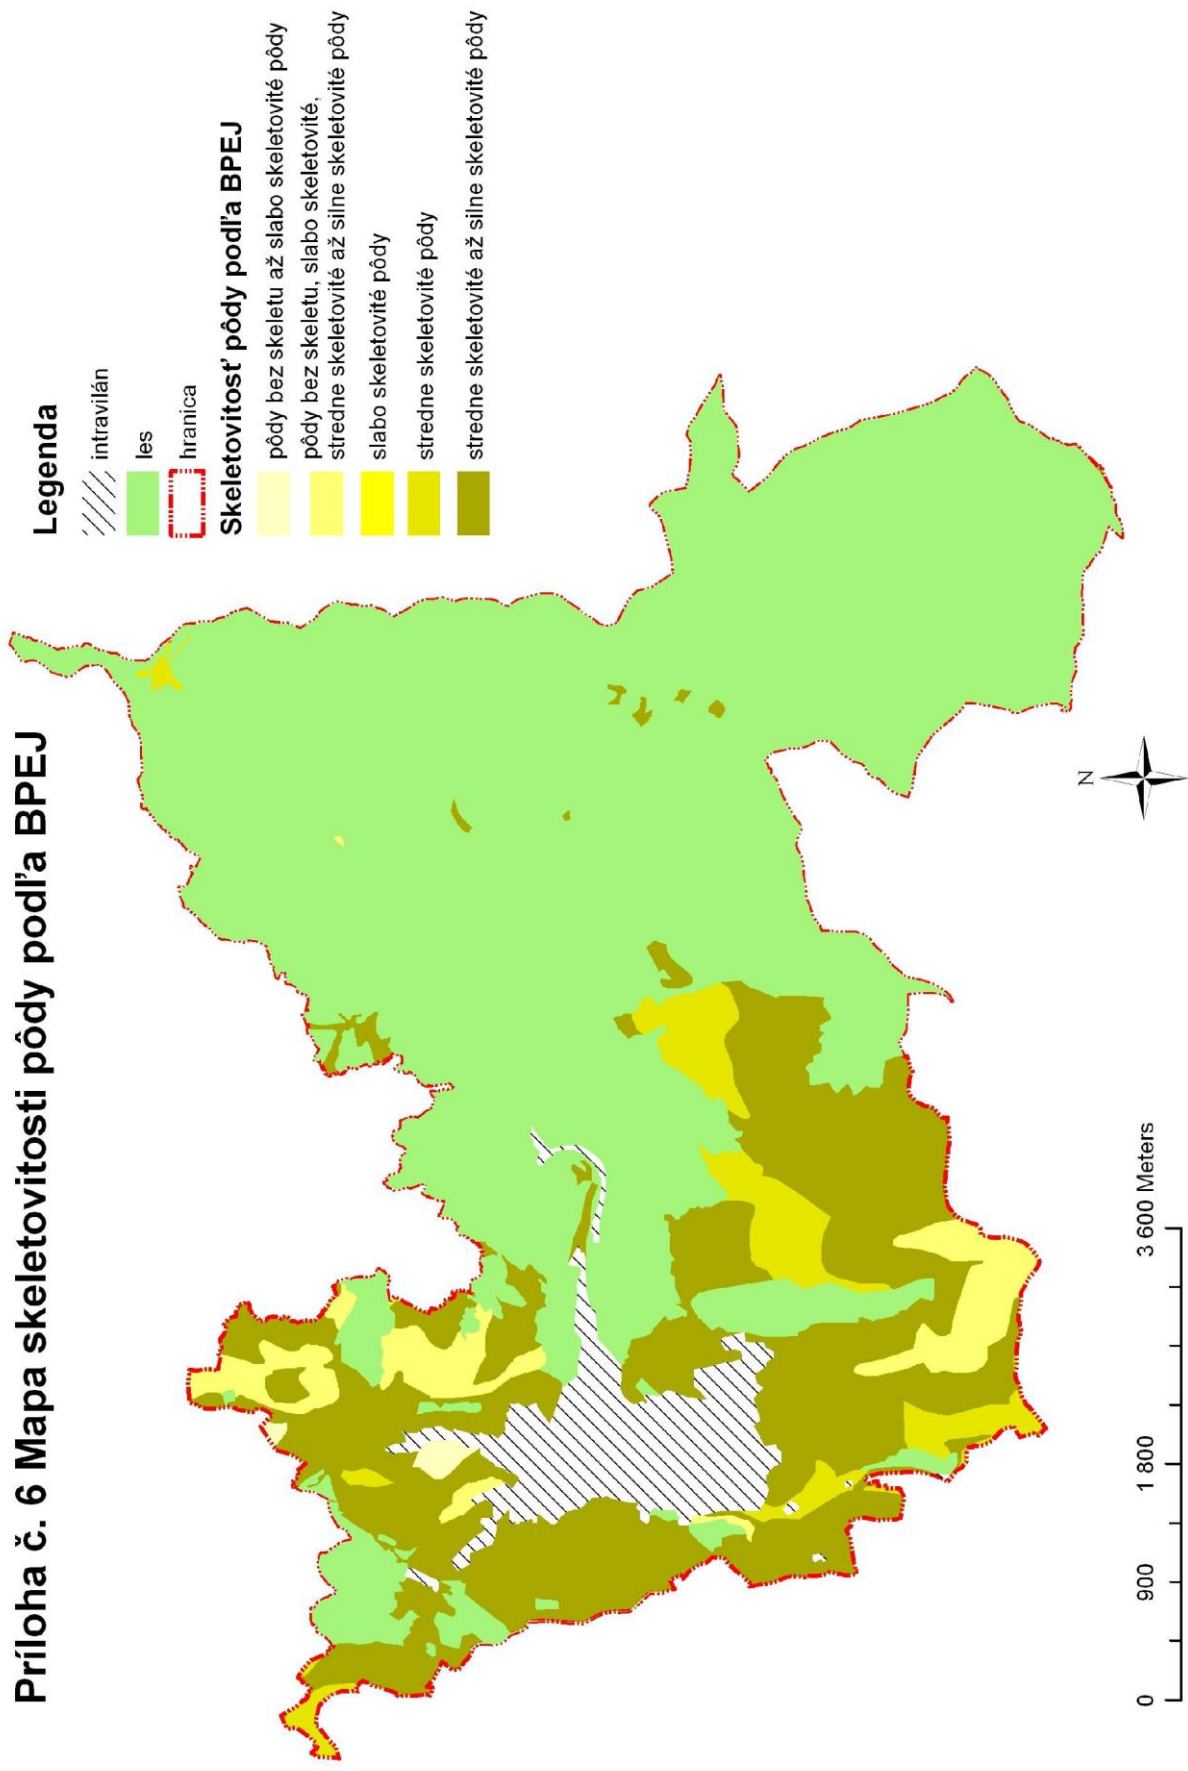 Príloha č. 6 Mapa skeletovitosti pôdy podľa BPEJ
Legenda
intravilán
les
hranica
Skeletovitosť pôdy podľa BPEJ
pôdy bez skeletu až slabo skeletovité pôdy
pôdy bez skeletu, slabo skeletovité,
stredne skeletovité až silne skeletovité pôdy
slabo skeletovité pôdy
stredne skeletovité pôdy
stredne skeletovité až silne skeletovité pôdy
N
0 900 1 800 3 600 Meters